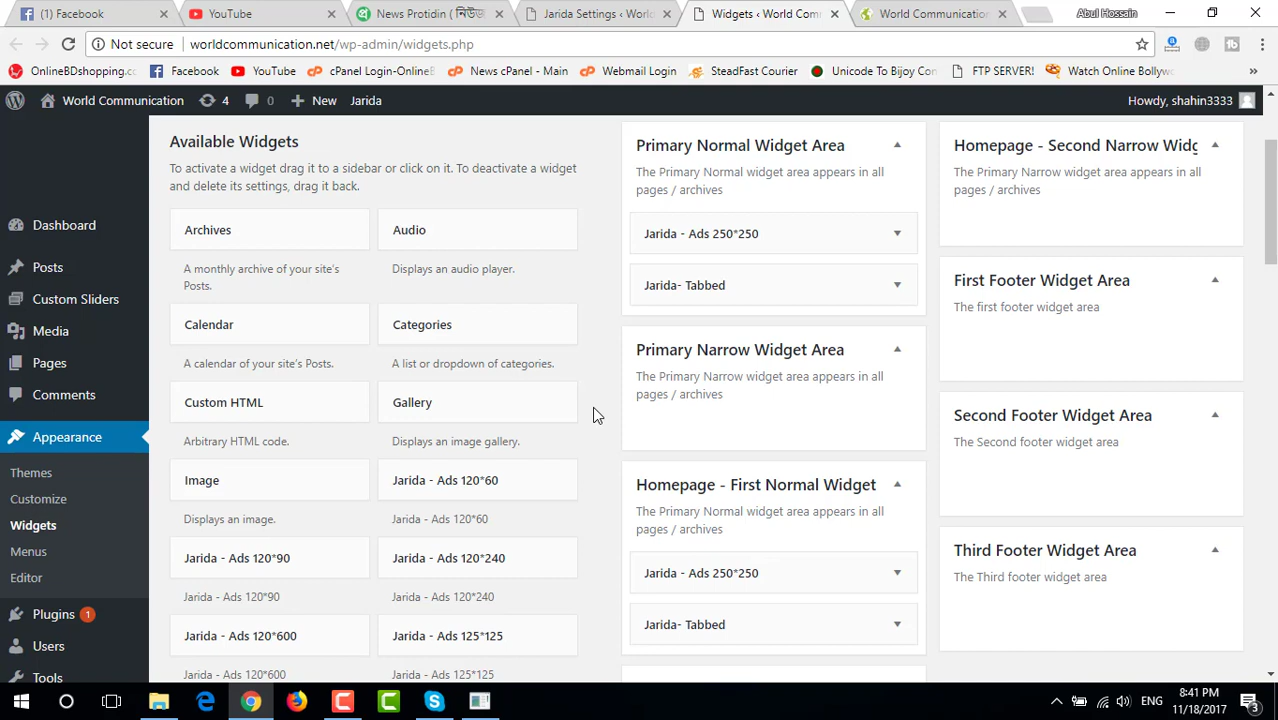 (1) Facebook
YouTube
News Protidin (
Jarida Settings ‹ World
Widgets ‹ World Comm
World Communication
Abul Hossain
Not secure
worldcommunication.net/wp-admin/widgets.php
OnlineBDshopping.cc
Facebook
YouTube
cPanel Login-OnlineB
News cPanel - Main
Webmail Login
SteadFast Courier
Unicode To Bijoy Con
FTP SERVER!
Watch Online Bollyw
»
World Communication
4
0
New
Jarida
Howdy, shahin3333
Dashboard
Posts
Custom Sliders
Media
Pages
Comments
Appearance
Themes
Customize
Widgets
Menus
Editor
Plugins 1
Users
Tools
Available Widgets
To activate a widget drag it to a sidebar or click on it. To deactivate a widget
and delete its settings, drag it back.
Archives
Audio
A monthly archive of your site's
Posts.
Displays an audio player.
Calendar
Categories
A calendar of your site's Posts.
A list or dropdown of categories.
Custom HTML
Gallery
Arbitrary HTML code.
Displays an image gallery.
Image
Jarida - Ads 120*60
Displays an image.
Jarida - Ads 120*60
Jarida - Ads 120*90
Jarida - Ads 120*240
Jarida - Ads 120*90
Jarida - Ads 120*240
Jarida - Ads 120*600
Jarida - Ads 125*125
Jarida - Ads 120*600
Jarida - Ads 125*125
Primary Normal Widget Area
The Primary Normal widget area appears in all
pages / archives
Jarida - Ads 250*250
Jarida- Tabbed
Primary Narrow Widget Area
The Primary Narrow widget area appears in all
pages / archives
Homepage - First Normal Widget
The Primary Normal widget area appears in all
pages / archives
Jarida - Ads 250*250
Jarida- Tabbed
Homepage - Second Narrow Widg
The Primary Narrow widget area appears in all
pages / archives
First Footer Widget Area
The first footer widget area
Second Footer Widget Area
The Second footer widget area
Third Footer Widget Area
The Third footer widget area
ENG
8:41 PM
11/18/2017
3